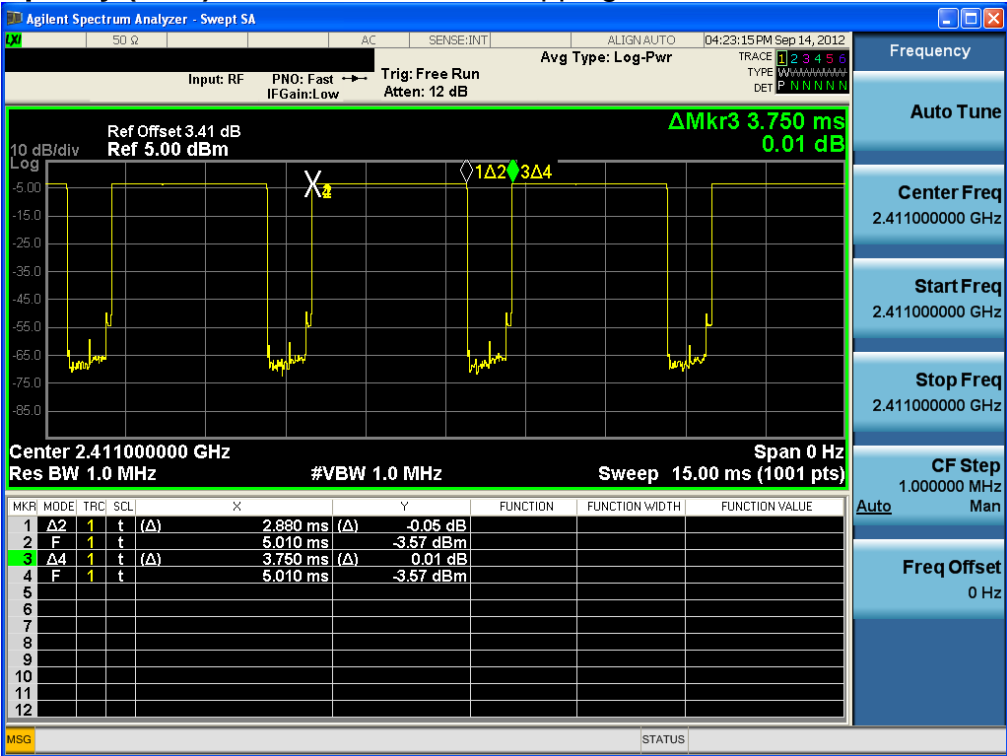 Agilent Spectrum Analyzer - Swept SA
LXI 50 Ω AC SENSE:INT ALIGN AUTO 04:23:15 PM Sep 14, 2012
Avg Type: Log-Pwr TRACE 1 2 3 4 5 6
Input: RF PNO: Fast Trig: Free Run TYPE
IFGain:Low Atten: 12 dB DET P N N N N N
ΔMkr3 3.750 ms
0.01 dB
Ref Offset 3.41 dB
10 dB/div Ref 5.00 dBm
Log
1Δ2 3Δ4
-5.00
-15.0
-25.0
-35.0
-45.0
-55.0
-65.0
-75.0
-85.0
Center 2.411000000 GHz Span 0 Hz
Res BW 1.0 MHz #VBW 1.0 MHz Sweep 15.00 ms (1001 pts)
MKR MODE TRC SCL X Y FUNCTION FUNCTION WIDTH FUNCTION VALUE
1 Δ2 1 t (Δ) 2.880 ms (Δ) -0.05 dB
2 F 1 t 5.010 ms -3.57 dBm
3 Δ4 1 t (Δ) 3.750 ms (Δ) 0.01 dB
4 F 1 t 5.010 ms -3.57 dBm
5
6
7
8
9
10
11
12
MSG STATUS
Frequency
Auto Tune
Center Freq
2.411000000 GHz
Start Freq
2.411000000 GHz
Stop Freq
2.411000000 GHz
CF Step
1.000000 MHz
Auto Man
Freq Offset
0 Hz